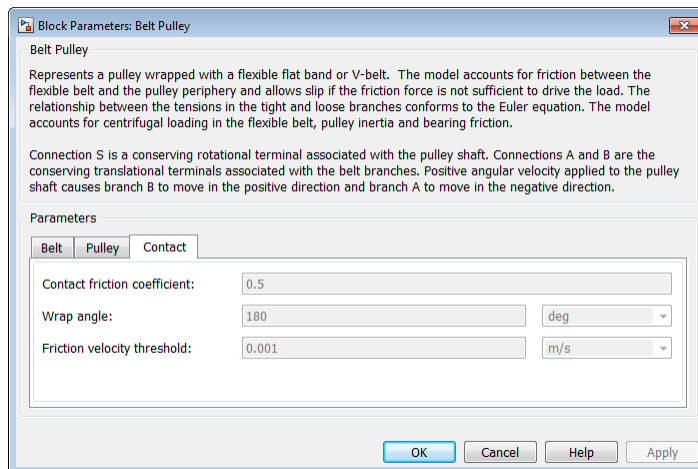 Block Parameters: Belt Pulley
Belt Pulley
Represents a pulley wrapped with a flexible flat band or V-belt.  The model accounts for friction between the
flexible belt and the pulley periphery and allows slip if the friction force is not sufficient to drive the load. The
relationship between the tensions in the tight and loose branches conforms to the Euler equation. The model
accounts for centrifugal loading in the flexible belt, pulley inertia and bearing friction.
Connection S is a conserving rotational terminal associated with the pulley shaft. Connections A and B are the
conserving translational terminals associated with the belt branches. Positive angular velocity applied to the pulley
shaft causes branch B to move in the positive direction and branch A to move in the negative direction.
Parameters
Belt Pulley Contact
Contact friction coefficient: 0.5
Wrap angle: 180 deg
Friction velocity threshold: 0.001 m/s
OK Cancel Help Apply